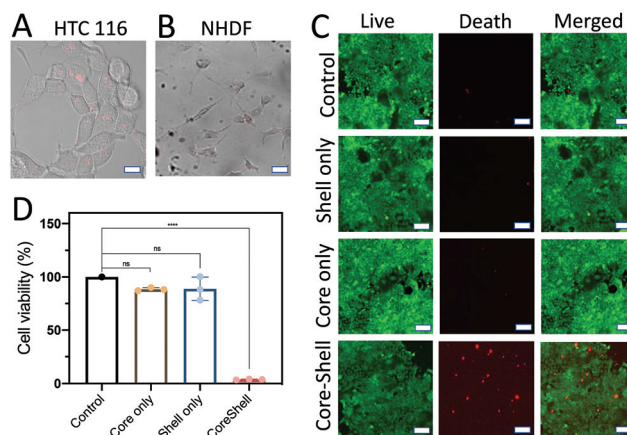 A HTC 116
B NHDF
C
Live Death Merged
Control
Shell only
Core only
Core-Shell
D
Cell viability (%)
150
100
50
0
ns
ns
****
Control
Core only
Shell only
CoreShell